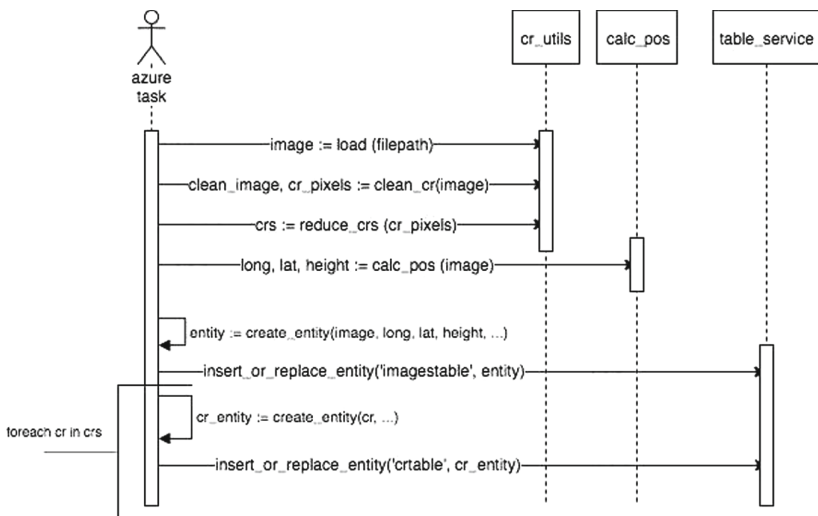 cr_utils
calc_pos
table_service
azure
task
image := load (filepath)
clean_image, cr_pixels := clean_cr(image)
crs := reduce_crs (cr_pixels)
long, lat, height := calc_pos (image)
entity := create_entity(image, long, lat, height, ...)
insert_or_replace_entity('imagestable', entity)
cr_entity := create_entity(cr, ...)
foreach cr in crs
insert_or_replace_entity('crtable', cr_entity)